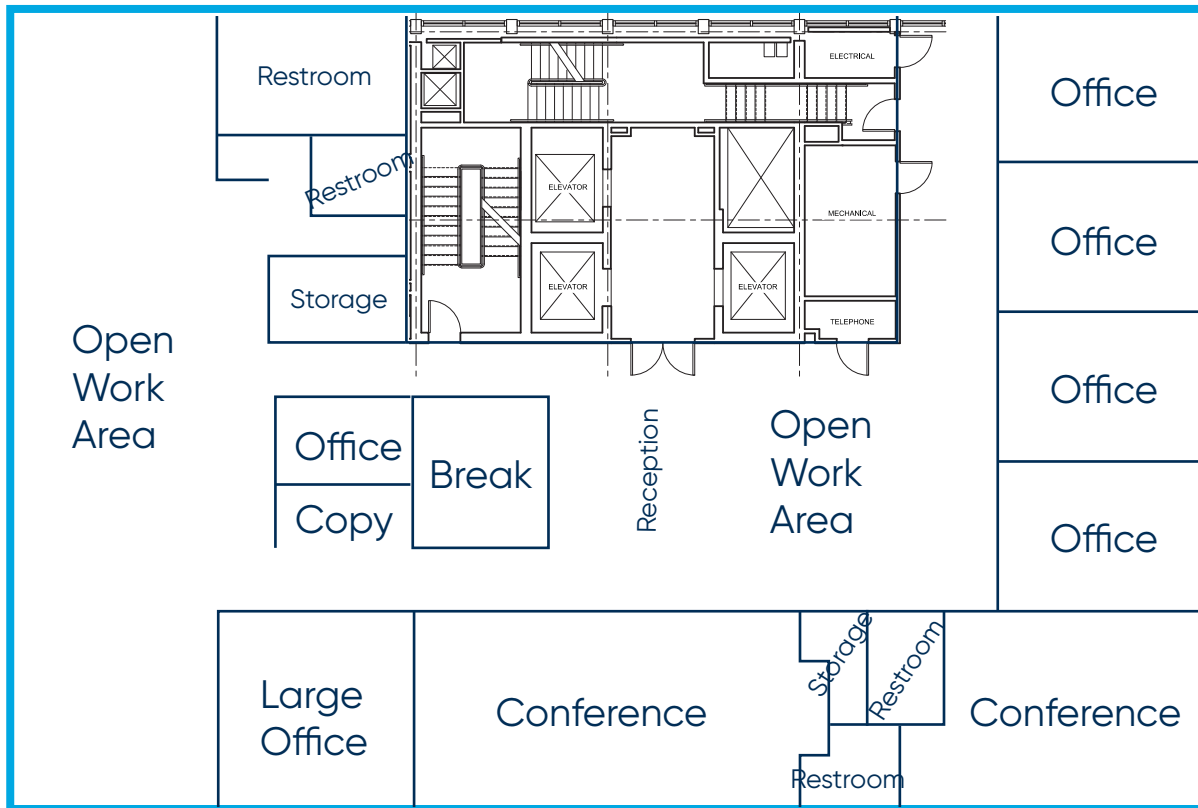 ELECTRICAL
Restroom
Office
Restroom
ELEVATOR
MECHANICAL
Office
ELEVATOR
ELEVATOR
Storage
TELEPHONE
Open
Work
Area
Office
Office
Copy
Break
Reception
Open
Work
Area
Office
Large
Office
Conference
Storage
Restroom
Restroom
Conference